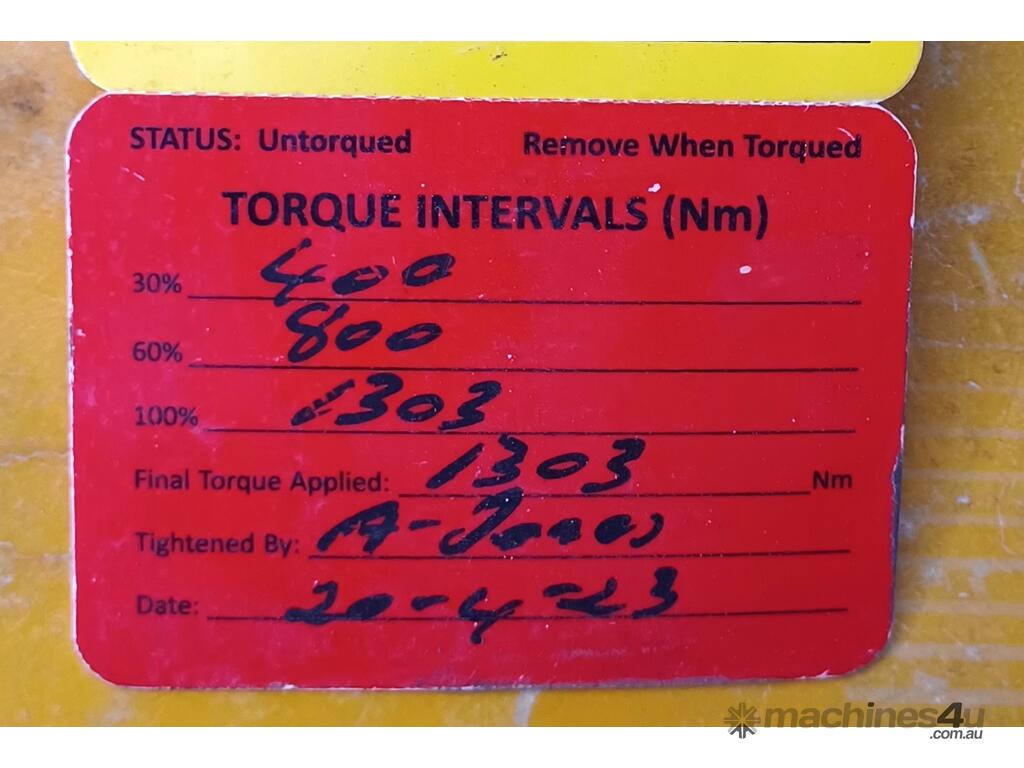 STATUS: Untorqued Remove When Torqued
TORQUE INTERVALS (Nm)
30% 400
60% 800
100% 1303
Final Torque Applied: 1303 Nm
Tightened By: A-
Date: 20-4-23
machines4u
.com.au